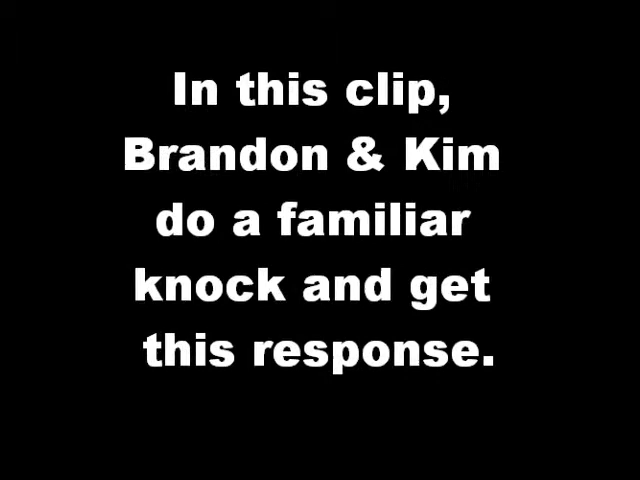 In this clip,
Brandon & Kim
do a familiar
knock and get
this response.